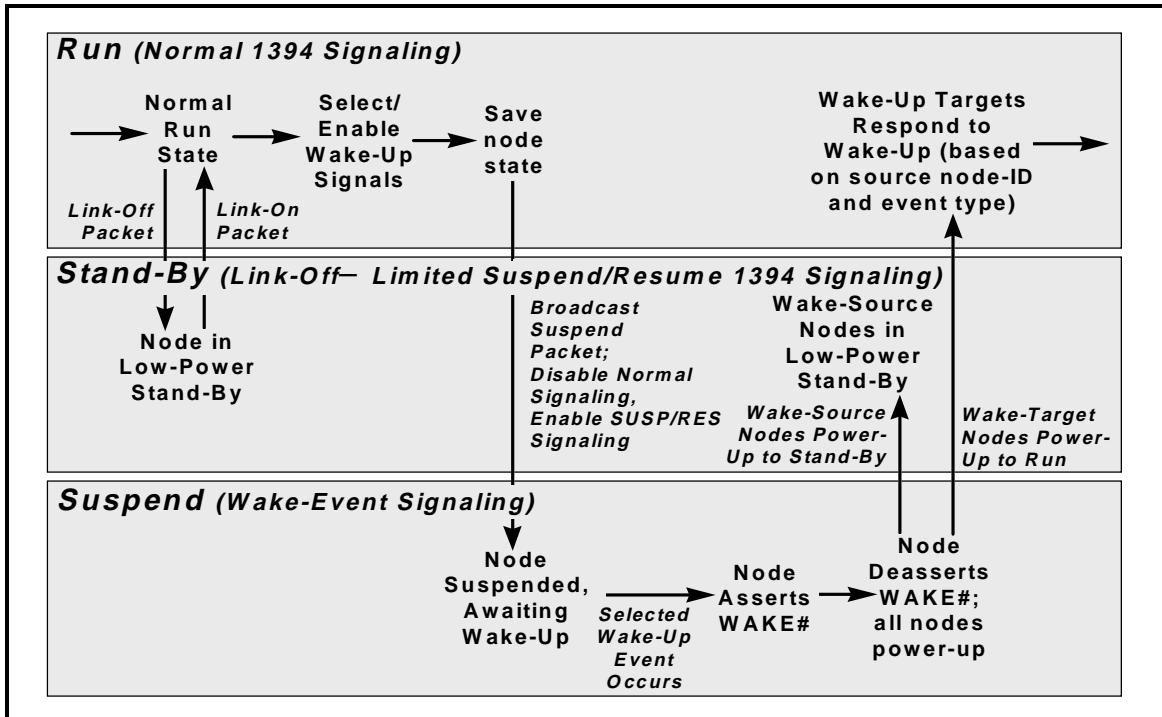 Run (Normal 1394 Signaling)
Normal
Run
State
Select/
Enable
Wake-Up
Signals
Save
node
state
Wake-Up Targets
Respond to
Wake-Up (based
on source node-ID
and event type)
Link-Off
Packet
Link-On
Packet
Stand-By (Link-Off— Limited Suspend/Resume 1394 Signaling)
Node in
Low-Power
Stand-By
Broadcast
Suspend
Packet;
Disable Normal
Signaling,
Enable SUSP/RES
Signaling
Wake-Source
Nodes in
Low-Power
Stand-By
Wake-Source
Nodes Power-
Up to Stand-By
Wake-Target
Nodes Power-
Up to Run
Suspend (Wake-Event Signaling)
Node
Suspended,
Awaiting
Wake-Up
Selected
Wake-Up
Event
Occurs
Node
Asserts
WAKE#
Node
Deasserts
WAKE#;
all nodes
power-up